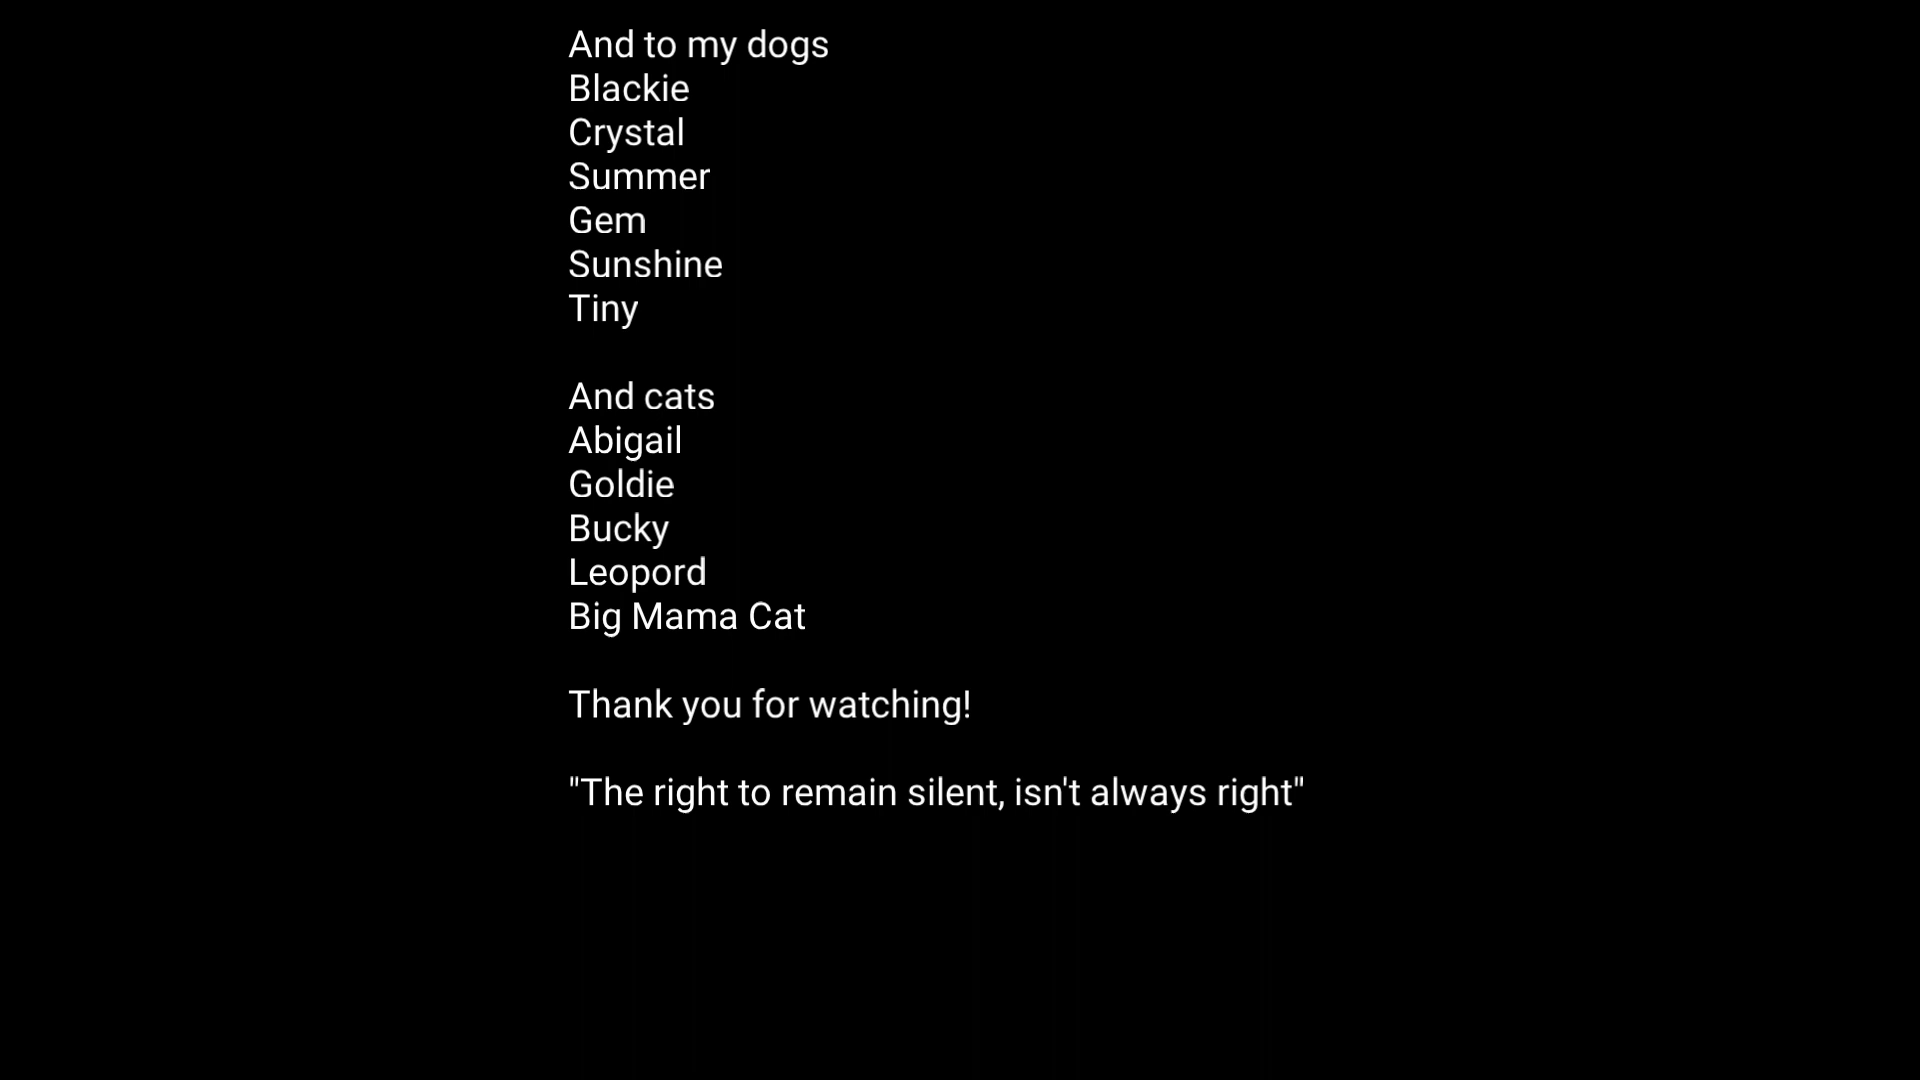 And to my dogs
Blackie
Crystal
Summer
Gem
Sunshine
Tiny
And cats
Abigail
Goldie
Bucky
Leopord
Big Mama Cat
Thank you for watching!
"The right to remain silent, isn't always right"